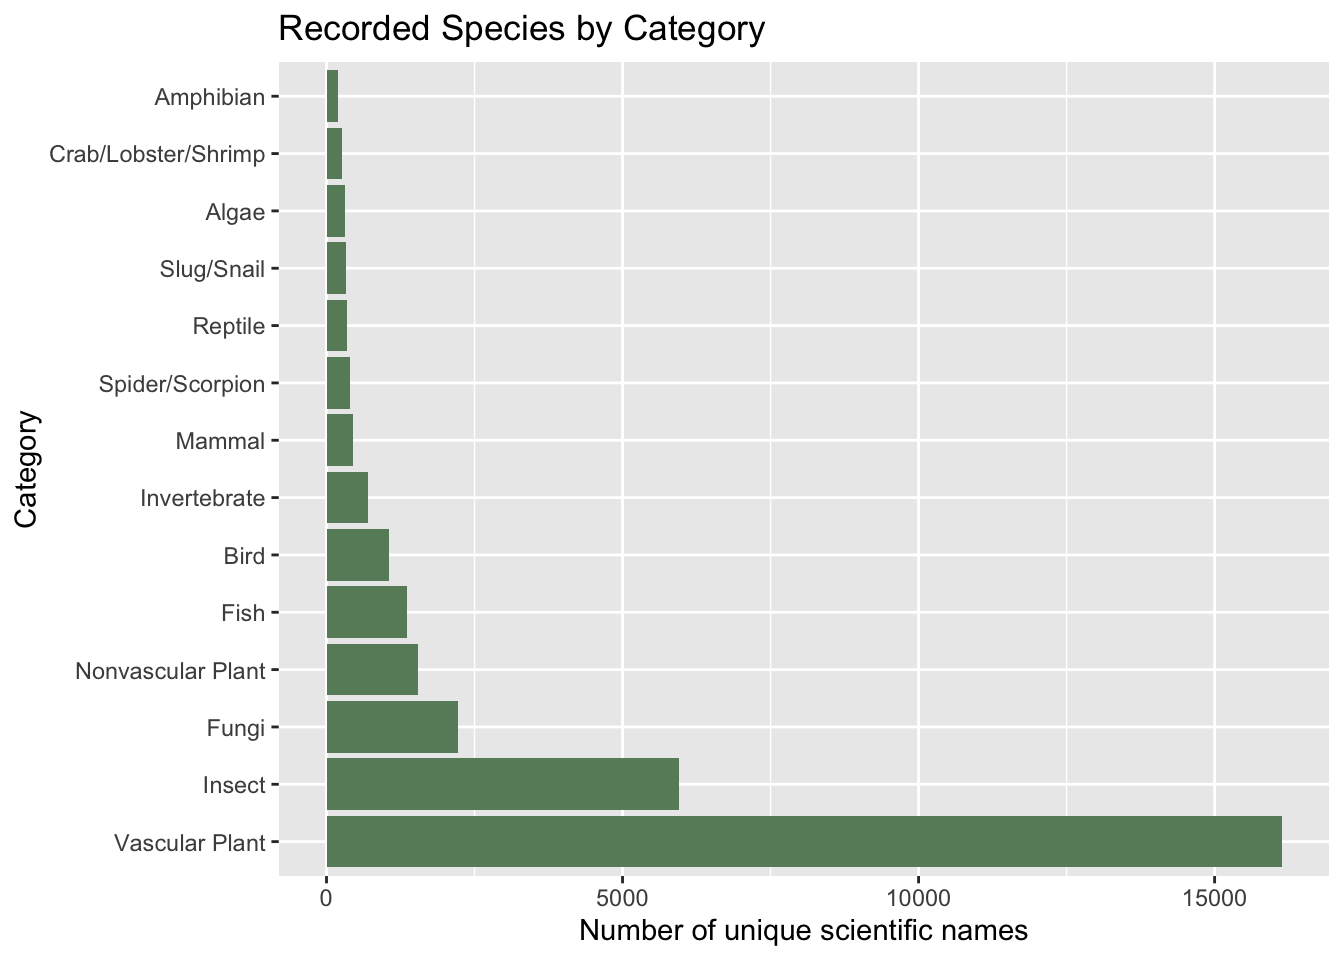 Recorded Species by Category
Amphibian
Crab/Lobster/Shrimp
Algae
Slug/Snail
Reptile
Spider/Scorpion
Mammal
Invertebrate
Bird
Fish
Nonvascular Plant
Fungi
Insect
Vascular Plant
Category
0 5000 10000 15000
Number of unique scientific names